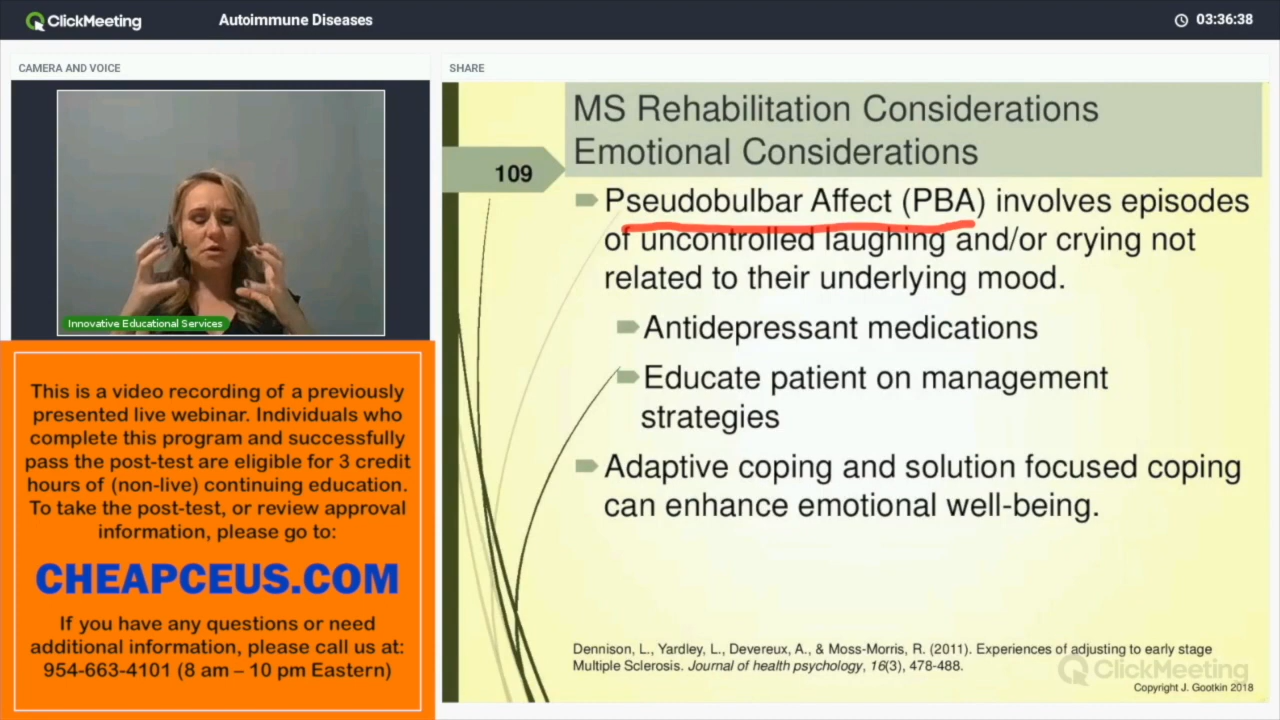 ClickMeeting
Autoimmune Diseases
03:36:38
CAMERA AND VOICE
SHARE
Innovative Educational Services
This is a video recording of a previously
presented live webinar. Individuals who
complete this program and successfully
pass the post-test are eligible for 3 credit
hours of (non-live) continuing education.
To take the post-test, or review approval
information, please go to:
CHEAPCEUS.COM
If you have any questions or need
additional information, please call us at:
954-663-4101 (8 am – 10 pm Eastern)
MS Rehabilitation Considerations
Emotional Considerations
109
Pseudobulbar Affect (PBA) involves episodes
of uncontrolled laughing and/or crying not
related to their underlying mood.
Antidepressant medications
Educate patient on management
strategies
Adaptive coping and solution focused coping
can enhance emotional well-being.
Dennison, L., Yardley, L., Devereux, A., & Moss-Morris, R. (2011). Experiences of adjusting to early stage
Multiple Sclerosis. Journal of health psychology, 16(3), 478-488.
ClickMeeting
Copyright J. Gootkin 2018